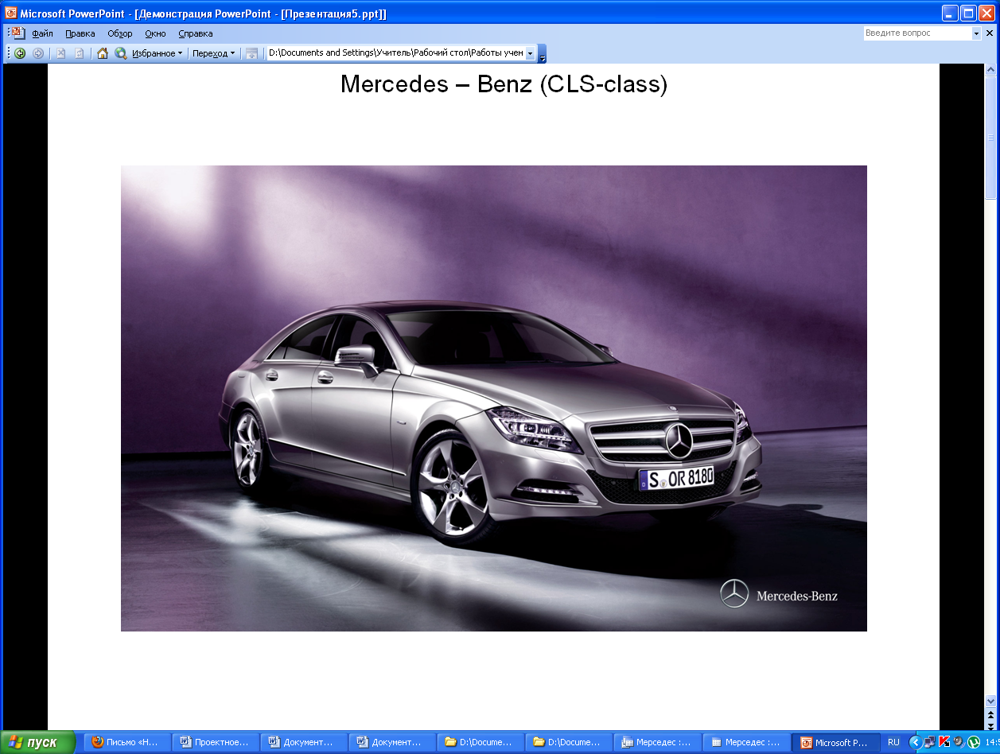 Microsoft PowerPoint - [Демонстрация PowerPoint - [Презентация5.ppt]]
Файл Правка Обзор Окно Справка Введите вопрос
Избранное Переход D:\Documents and Settings\Учитель\Рабочий стол\Работы учен
Mercedes – Benz (CLS-class)
D S OR 8180
Mercedes-Benz
пуск Письмо «Н... Проектное... Документ... Документ... D:\Docume... D:\Docume... Мерседес :... Мерседес :... Microsoft P... RU